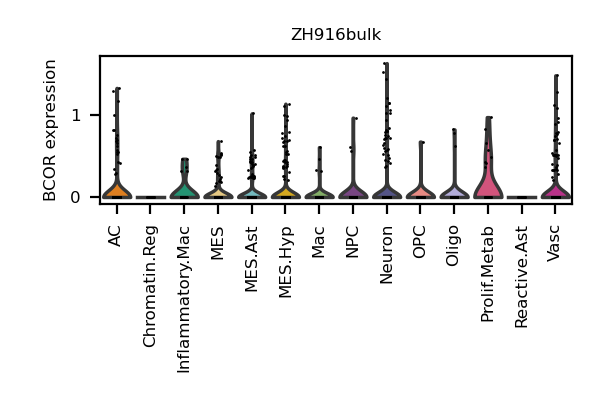 ZH916bulk
BCOR expression
1
0
AC
Chromatin.Reg
Inflammatory.Mac
MES
MES.Ast
MES.Hyp
Mac
NPC
Neuron
OPC
Oligo
Prolif.Metab
Reactive.Ast
Vasc